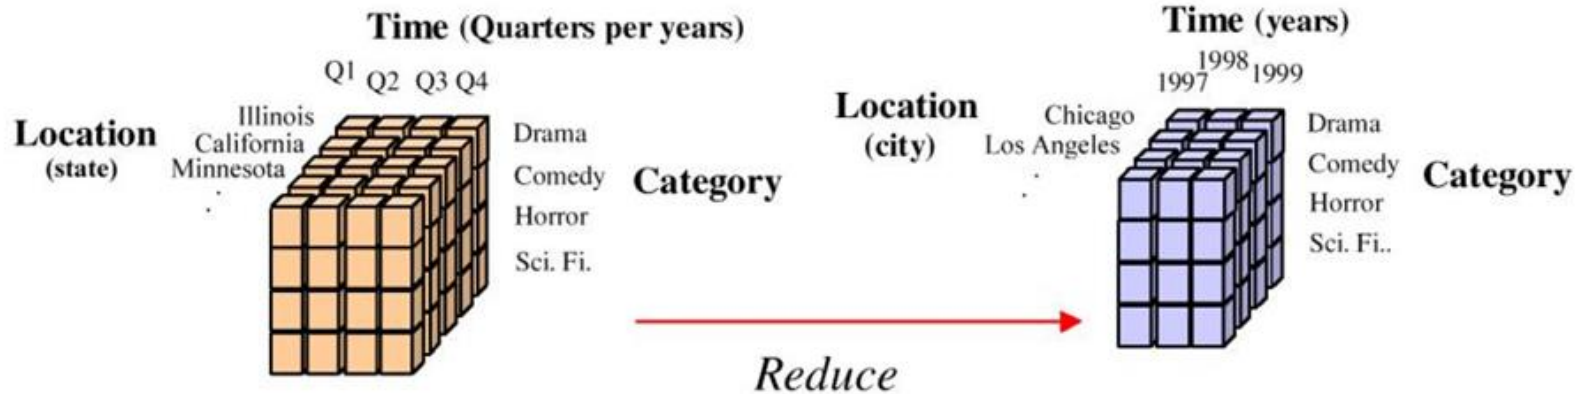 Time (Quarters per years)
Q1 Q2 Q3 Q4
Location
(state)
Illinois
California
Minnesota
Drama
Comedy
Horror
Sci. Fi.
Category
Reduce
Time (years)
1997 1998 1999
Location
(city)
Chicago
Los Angeles
Drama
Comedy
Horror
Sci. Fi..
Category